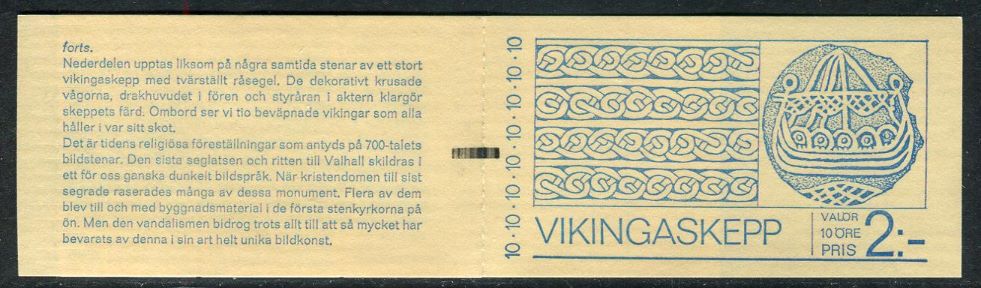 forts.
Nederdelen upptas liksom på några samtida stenar av ett stort
vikingaskepp med tvärställt råsegel. De dekorativt krusade
vågorna, drakhuvudet i fören och styråran i aktern klargör
skeppets färd. Ombord ser vi tio beväpnade vikingar som alla
håller i var sitt skot.
Det är tidens religiösa föreställningar som antyds på 700-talets
bildstenar. Den sista seglatsen och ritten till Valhall skildras i
ett för oss ganska dunkelt bildspråk. När kristendomen till sist
segrade raserades många av dessa monument. Flera av dem
blev till och med byggnadsmaterial i de första stenkyrkorna på
ön. Men den vandalismen bidrog trots allt till att så mycket har
bevarats av denna i sin art helt unika bildkonst.
10·10·10·10·10·10·10·10·10·10
VIKINGASKEPP
VALÖR
10 ÖRE
PRIS
2:-